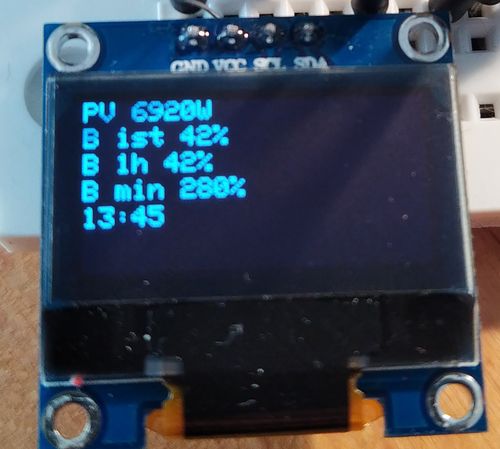 GND VCC SCL SDA
PV 6920W
B ist 42%
B 1h 42%
B min 280%
13:45